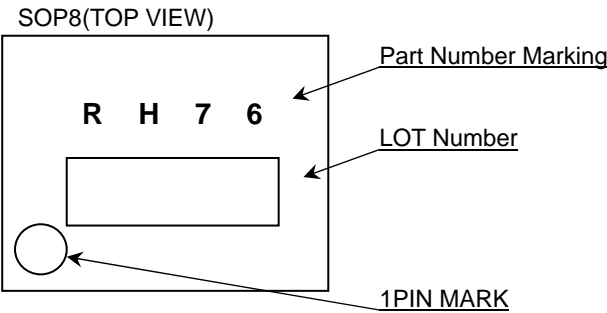 SOP8(TOP VIEW)
Part Number Marking
R H 7 6
LOT Number
1PIN MARK